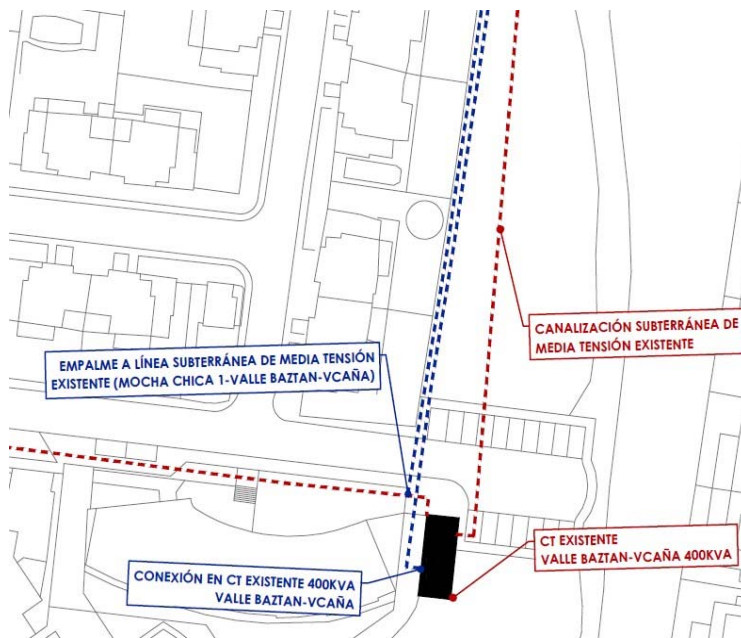 CANALIZACIÓN SUBTERRÁNEA DE
MEDIA TENSIÓN EXISTENTE
EMPALME A LÍNEA SUBTERRÁNEA DE MEDIA TENSIÓN
EXISTENTE (MOCHA CHICA 1-VALLE BAZTAN-VCAÑA)
CT EXISTENTE
VALLE BAZTAN-VCAÑA 400KVA
CONEXIÓN EN CT EXISTENTE 400KVA
VALLE BAZTAN-VCAÑA